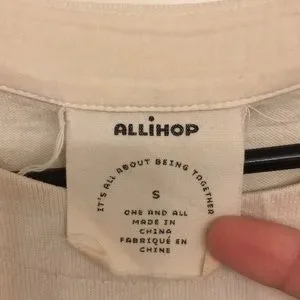 ALLiHOP
IT'S ALL ABOUT BEING TOGETHER
S
ONE AND ALL
MADE IN
CHINA
FABRIQUÉ EN
CHINE